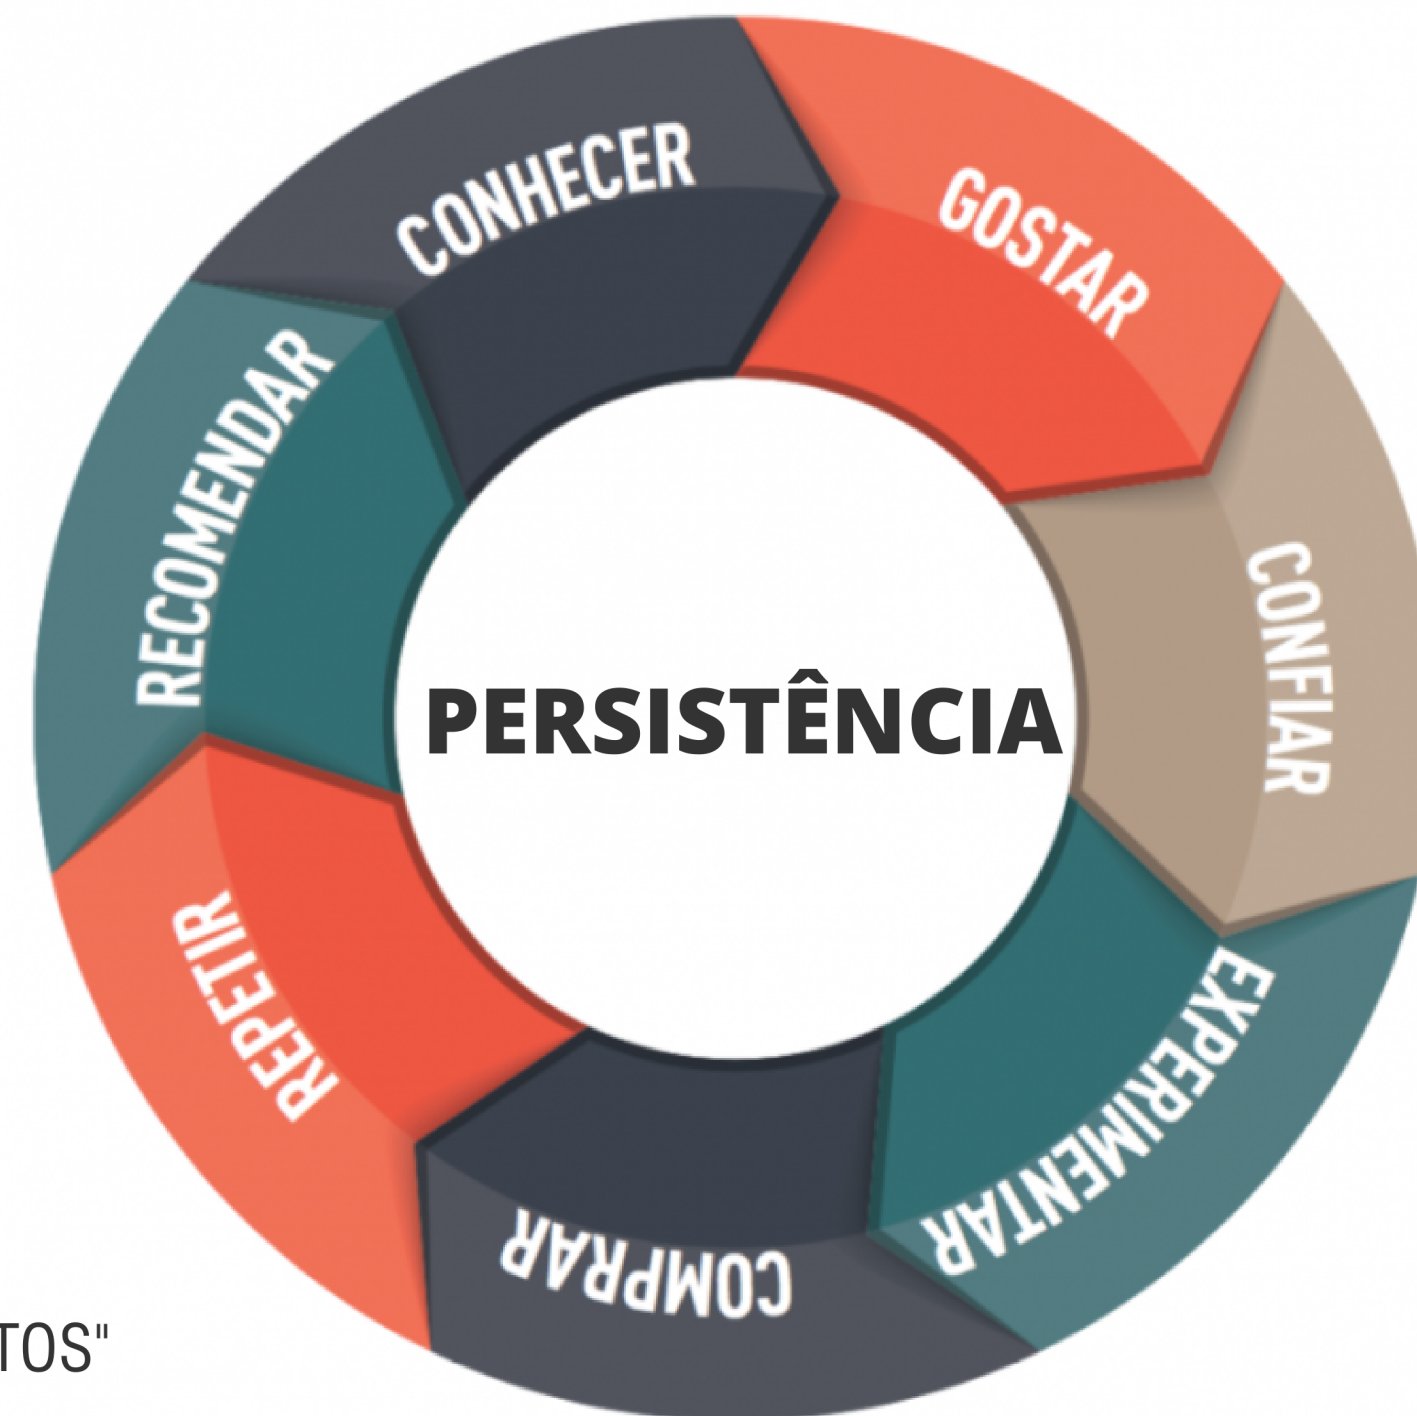 CONHECER
GOSTAR
CONFIAR
EXPERIMENTAR
COMPRAR
REPETIR
RECOMENDAR
PERSISTÊNCIA
TOS"